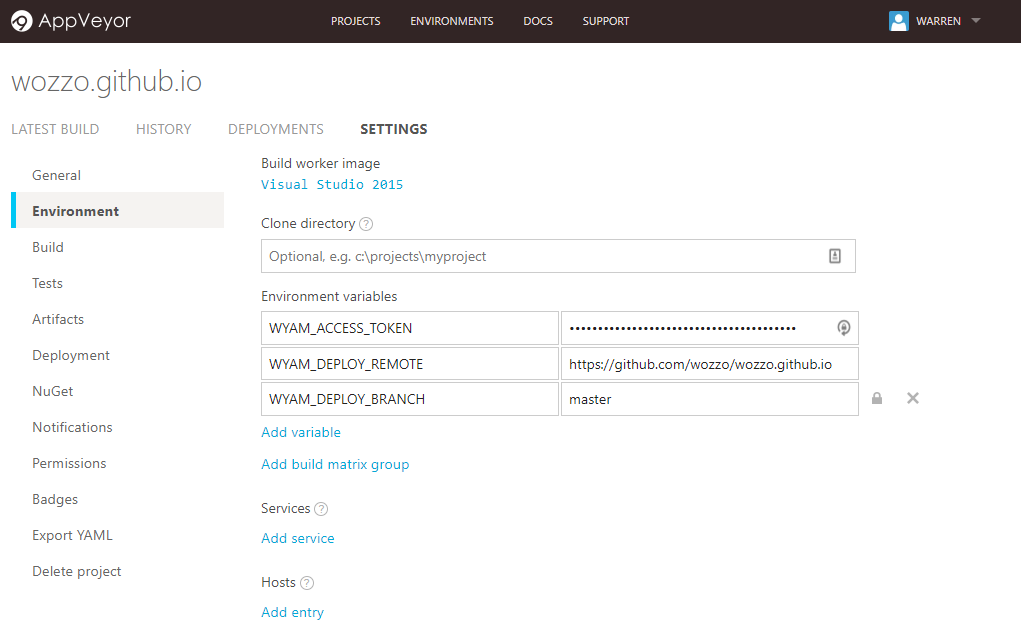 AppVeyor PROJECTS ENVIRONMENTS DOCS SUPPORT WARREN
wozzo.github.io
LATEST BUILD HISTORY DEPLOYMENTS SETTINGS
General
Environment
Build
Tests
Artifacts
Deployment
NuGet
Notifications
Permissions
Badges
Export YAML
Delete project
Build worker image
Visual Studio 2015
Clone directory ?
Optional, e.g. c:\projects\myproject
Environment variables
WYAM_ACCESS_TOKEN ••••••••••••••••••••••••••••••••••••••••
WYAM_DEPLOY_REMOTE https://github.com/wozzo/wozzo.github.io
WYAM_DEPLOY_BRANCH master
Add variable
Add build matrix group
Services ?
Add service
Hosts ?
Add entry